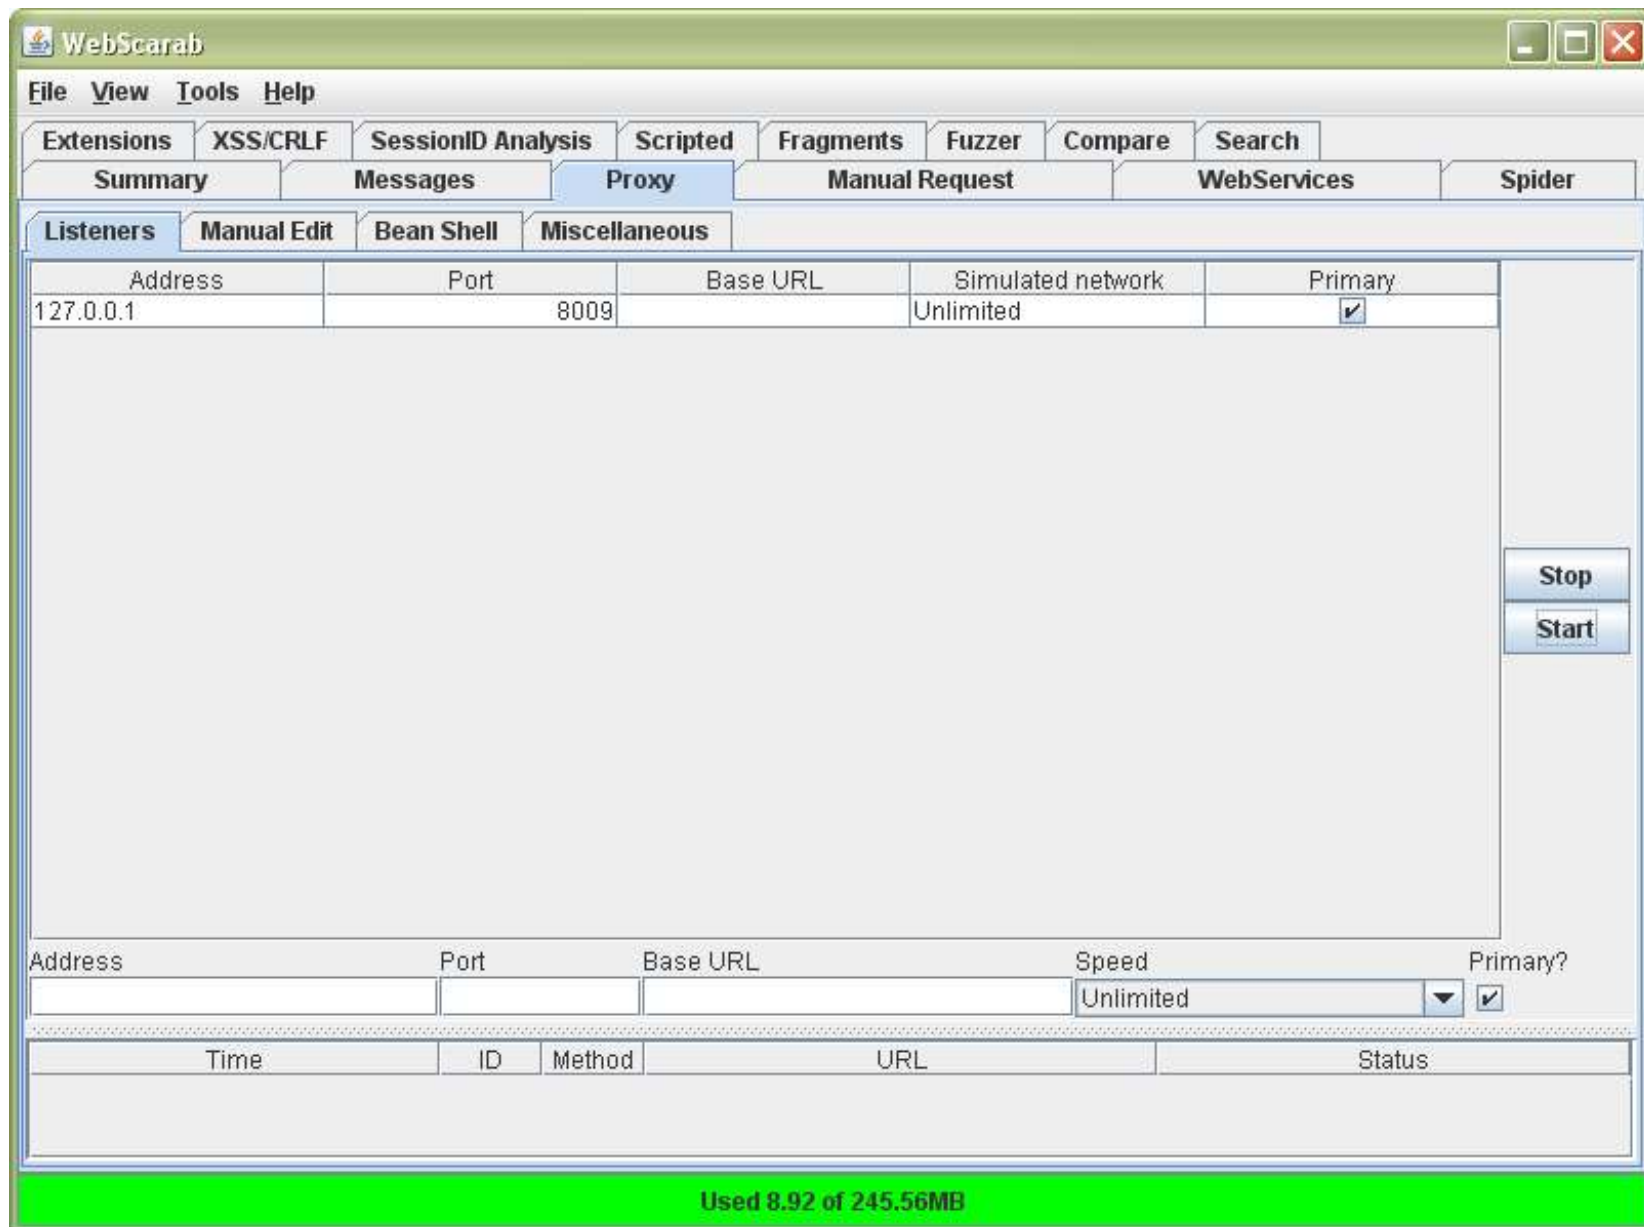 WebScarab
File View Tools Help
Extensions XSS/CRLF SessionID Analysis Scripted Fragments Fuzzer Compare Search
Summary Messages Proxy Manual Request WebServices Spider
Listeners Manual Edit Bean Shell Miscellaneous
Address Port Base URL Simulated network Primary
127.0.0.1 8009 Unlimited
Stop
Start
Address Port Base URL Speed Primary?
Unlimited
Time ID Method URL Status
Used 8.92 of 245.56MB